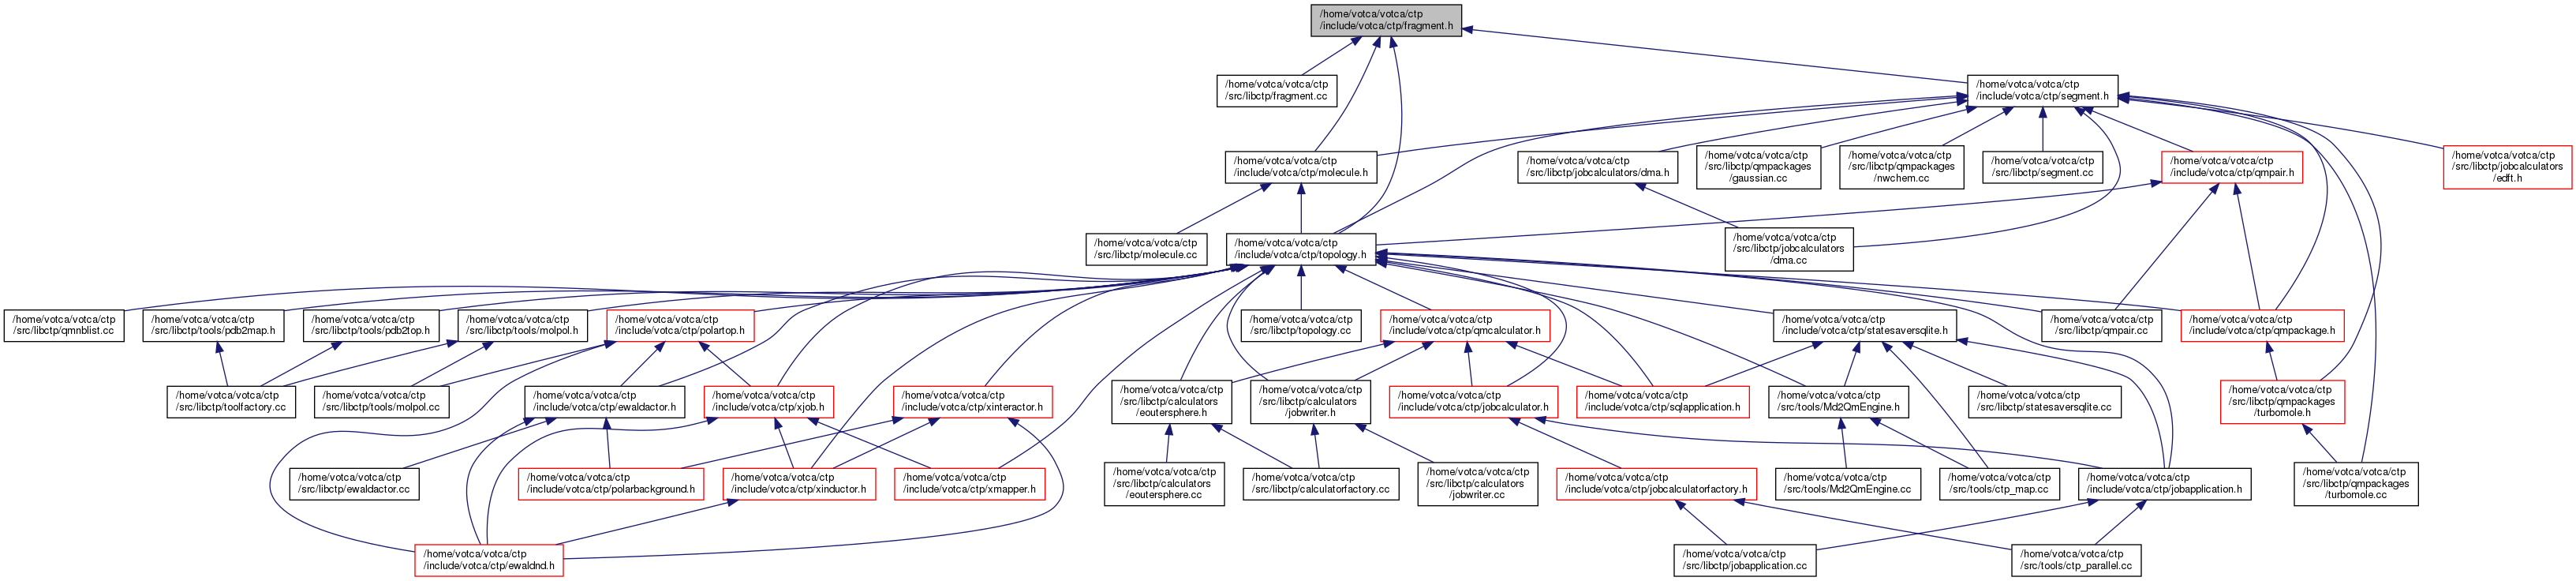 /home/votca/votca/ctp
/include/votca/ctp/fragment.h
/home/votca/votca/ctp
/src/libctp/fragment.cc
/home/votca/votca/ctp
/include/votca/ctp/segment.h
/home/votca/votca/ctp
/include/votca/ctp/molecule.h
/home/votca/votca/ctp
/src/libctp/jobcalculators/dma.h
/home/votca/votca/ctp
/src/libctp/qmpackages
/gaussian.cc
/home/votca/votca/ctp
/src/libctp/qmpackages
/nwchem.cc
/home/votca/votca/ctp
/src/libctp/segment.cc
/home/votca/votca/ctp
/include/votca/ctp/qmpair.h
/home/votca/votca/ctp
/src/libctp/jobcalculators
/edft.h
/home/votca/votca/ctp
/src/libctp/molecule.cc
/home/votca/votca/ctp
/include/votca/ctp/topology.h
/home/votca/votca/ctp
/src/libctp/jobcalculators
/dma.cc
/home/votca/votca/ctp
/src/libctp/qmnblist.cc
/home/votca/votca/ctp
/src/libctp/tools/pdb2map.h
/home/votca/votca/ctp
/src/libctp/tools/pdb2top.h
/home/votca/votca/ctp
/src/libctp/tools/molpol.h
/home/votca/votca/ctp
/include/votca/ctp/polartop.h
/home/votca/votca/ctp
/src/libctp/topology.cc
/home/votca/votca/ctp
/include/votca/ctp/qmcalculator.h
/home/votca/votca/ctp
/include/votca/ctp/statesaversqlite.h
/home/votca/votca/ctp
/src/libctp/qmpair.cc
/home/votca/votca/ctp
/include/votca/ctp/qmpackage.h
/home/votca/votca/ctp
/src/libctp/toolfactory.cc
/home/votca/votca/ctp
/src/libctp/tools/molpol.cc
/home/votca/votca/ctp
/include/votca/ctp/ewaldactor.h
/home/votca/votca/ctp
/include/votca/ctp/xjob.h
/home/votca/votca/ctp
/include/votca/ctp/xinteractor.h
/home/votca/votca/ctp
/src/libctp/calculators
/eoutersphere.h
/home/votca/votca/ctp
/src/libctp/calculators
/jobwriter.h
/home/votca/votca/ctp
/include/votca/ctp/jobcalculator.h
/home/votca/votca/ctp
/include/votca/ctp/sqlapplication.h
/home/votca/votca/ctp
/src/tools/Md2QmEngine.h
/home/votca/votca/ctp
/src/libctp/statesaversqlite.cc
/home/votca/votca/ctp
/src/libctp/qmpackages
/turbomole.h
/home/votca/votca/ctp
/src/libctp/ewaldactor.cc
/home/votca/votca/ctp
/include/votca/ctp/polarbackground.h
/home/votca/votca/ctp
/include/votca/ctp/xinductor.h
/home/votca/votca/ctp
/include/votca/ctp/xmapper.h
/home/votca/votca/ctp
/src/libctp/calculators
/eoutersphere.cc
/home/votca/votca/ctp
/src/libctp/calculatorfactory.cc
/home/votca/votca/ctp
/src/libctp/calculators
/jobwriter.cc
/home/votca/votca/ctp
/include/votca/ctp/jobcalculatorfactory.h
/home/votca/votca/ctp
/src/tools/Md2QmEngine.cc
/home/votca/votca/ctp
/src/tools/ctp_map.cc
/home/votca/votca/ctp
/include/votca/ctp/jobapplication.h
/home/votca/votca/ctp
/src/libctp/qmpackages
/turbomole.cc
/home/votca/votca/ctp
/include/votca/ctp/ewaldnd.h
/home/votca/votca/ctp
/src/libctp/jobapplication.cc
/home/votca/votca/ctp
/src/tools/ctp_parallel.cc